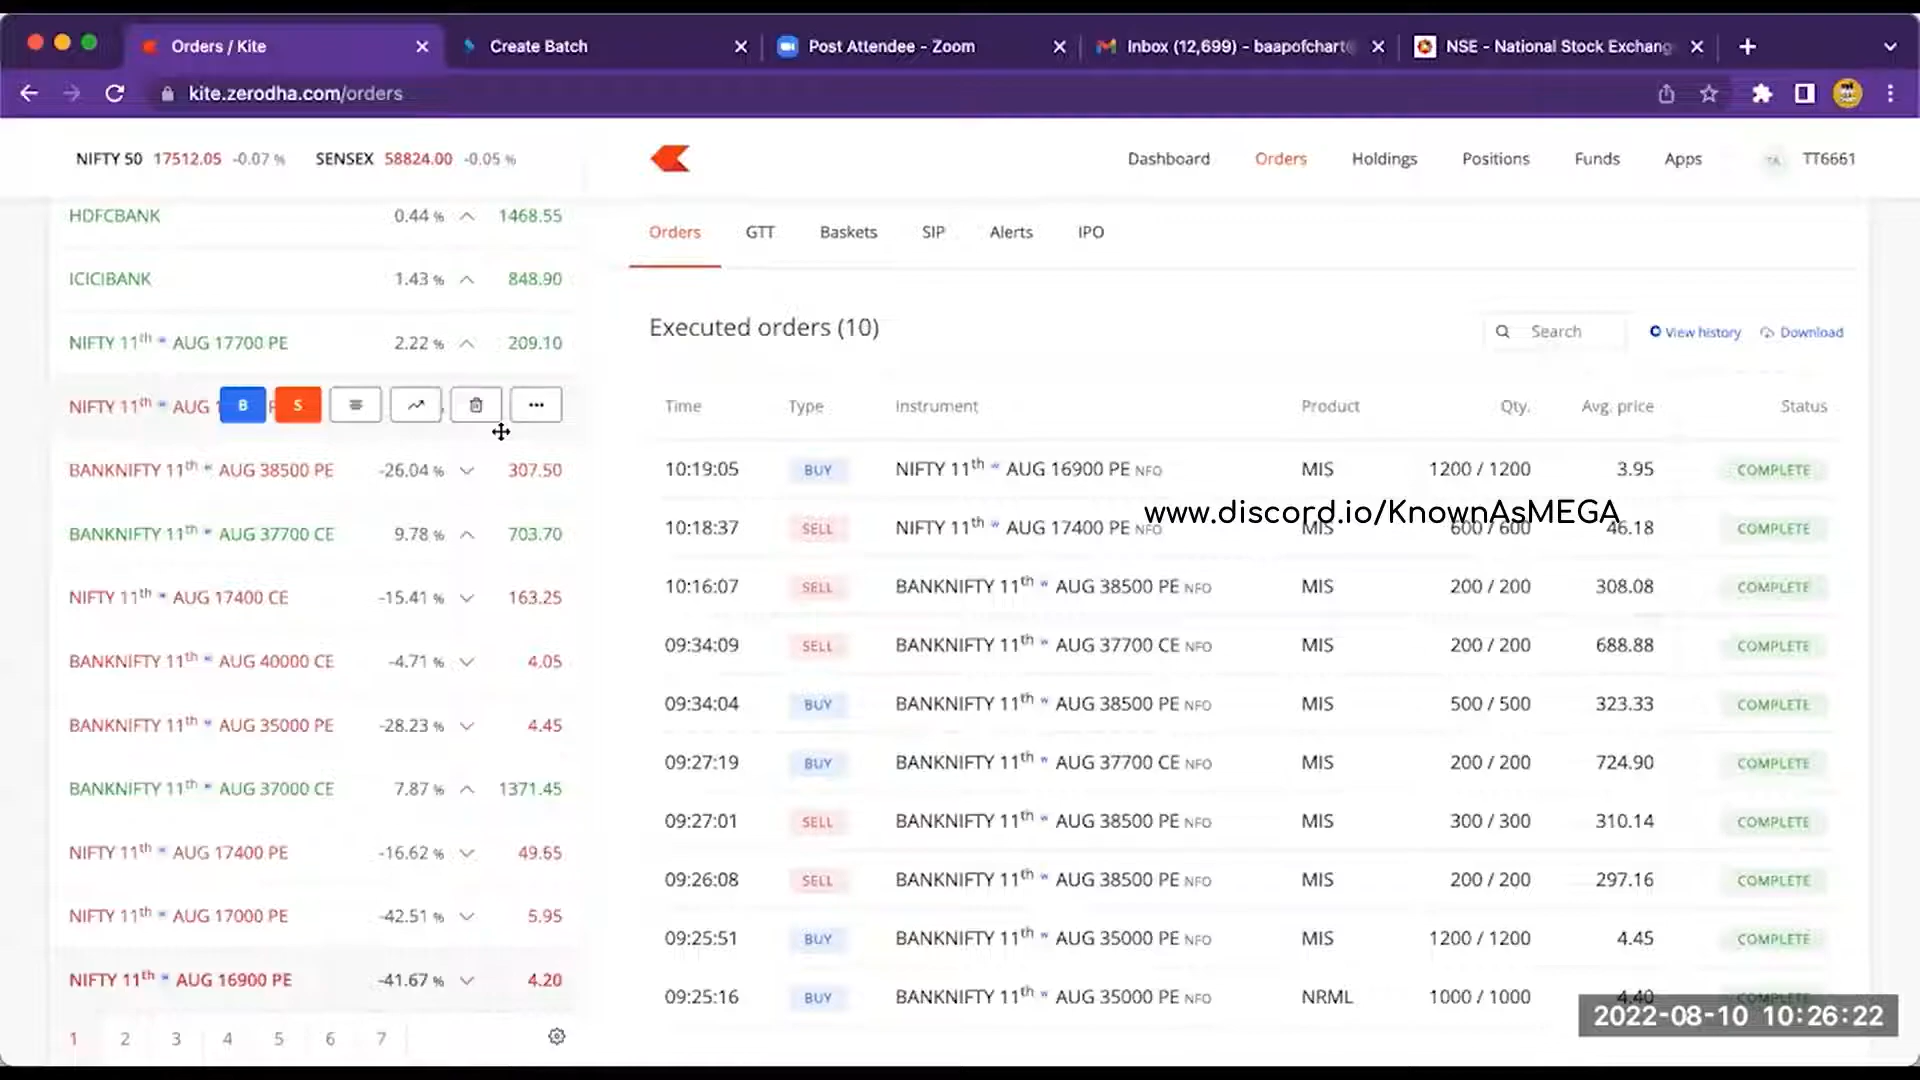 Orders / Kite
Create Batch
Post Attendee - Zoom
Inbox (12,699) - baapofchart
NSE - National Stock Exchang
kite.zerodha.com/orders
NIFTY 50 17512.05 -0.07 % SENSEX 58824.00 -0.05 %
Dashboard Orders Holdings Positions Funds Apps TT6661
HDFCBANK 0.44 % 1468.55
ICICIBANK 1.43 % 848.90
NIFTY 11th w AUG 17700 PE 2.22 % 209.10
NIFTY 11th w AUG 1 B S
BANKNIFTY 11th w AUG 38500 PE -26.04 % 307.50
BANKNIFTY 11th w AUG 37700 CE 9.78 % 703.70
NIFTY 11th w AUG 17400 CE -15.41 % 163.25
BANKNIFTY 11th w AUG 40000 CE -4.71 % 4.05
BANKNIFTY 11th w AUG 35000 PE -28.23 % 4.45
BANKNIFTY 11th w AUG 37000 CE 7.87 % 1371.45
NIFTY 11th w AUG 17400 PE -16.62 % 49.65
NIFTY 11th w AUG 17000 PE -42.51 % 5.95
NIFTY 11th w AUG 16900 PE -41.67 % 4.20
1 2 3 4 5 6 7
Orders GTT Baskets SIP Alerts IPO
Executed orders (10) Search View history Download
Time Type Instrument Product Qty. Avg. price Status
10:19:05 BUY NIFTY 11th w AUG 16900 PE NFO MIS 1200 / 1200 3.95 COMPLETE
www.discord.io/KnownAsMEGA
10:18:37 SELL NIFTY 11th w AUG 17400 PE NFO MIS 600 / 600 46.18 COMPLETE
10:16:07 SELL BANKNIFTY 11th w AUG 38500 PE NFO MIS 200 / 200 308.08 COMPLETE
09:34:09 SELL BANKNIFTY 11th w AUG 37700 CE NFO MIS 200 / 200 688.88 COMPLETE
09:34:04 BUY BANKNIFTY 11th w AUG 38500 PE NFO MIS 500 / 500 323.33 COMPLETE
09:27:19 BUY BANKNIFTY 11th w AUG 37700 CE NFO MIS 200 / 200 724.90 COMPLETE
09:27:01 SELL BANKNIFTY 11th w AUG 38500 PE NFO MIS 300 / 300 310.14 COMPLETE
09:26:08 SELL BANKNIFTY 11th w AUG 38500 PE NFO MIS 200 / 200 297.16 COMPLETE
09:25:51 BUY BANKNIFTY 11th w AUG 35000 PE NFO MIS 1200 / 1200 4.45 COMPLETE
09:25:16 BUY BANKNIFTY 11th w AUG 35000 PE NFO NRML 1000 / 1000 4.40 COMPLETE
2022-08-10 10:26:22